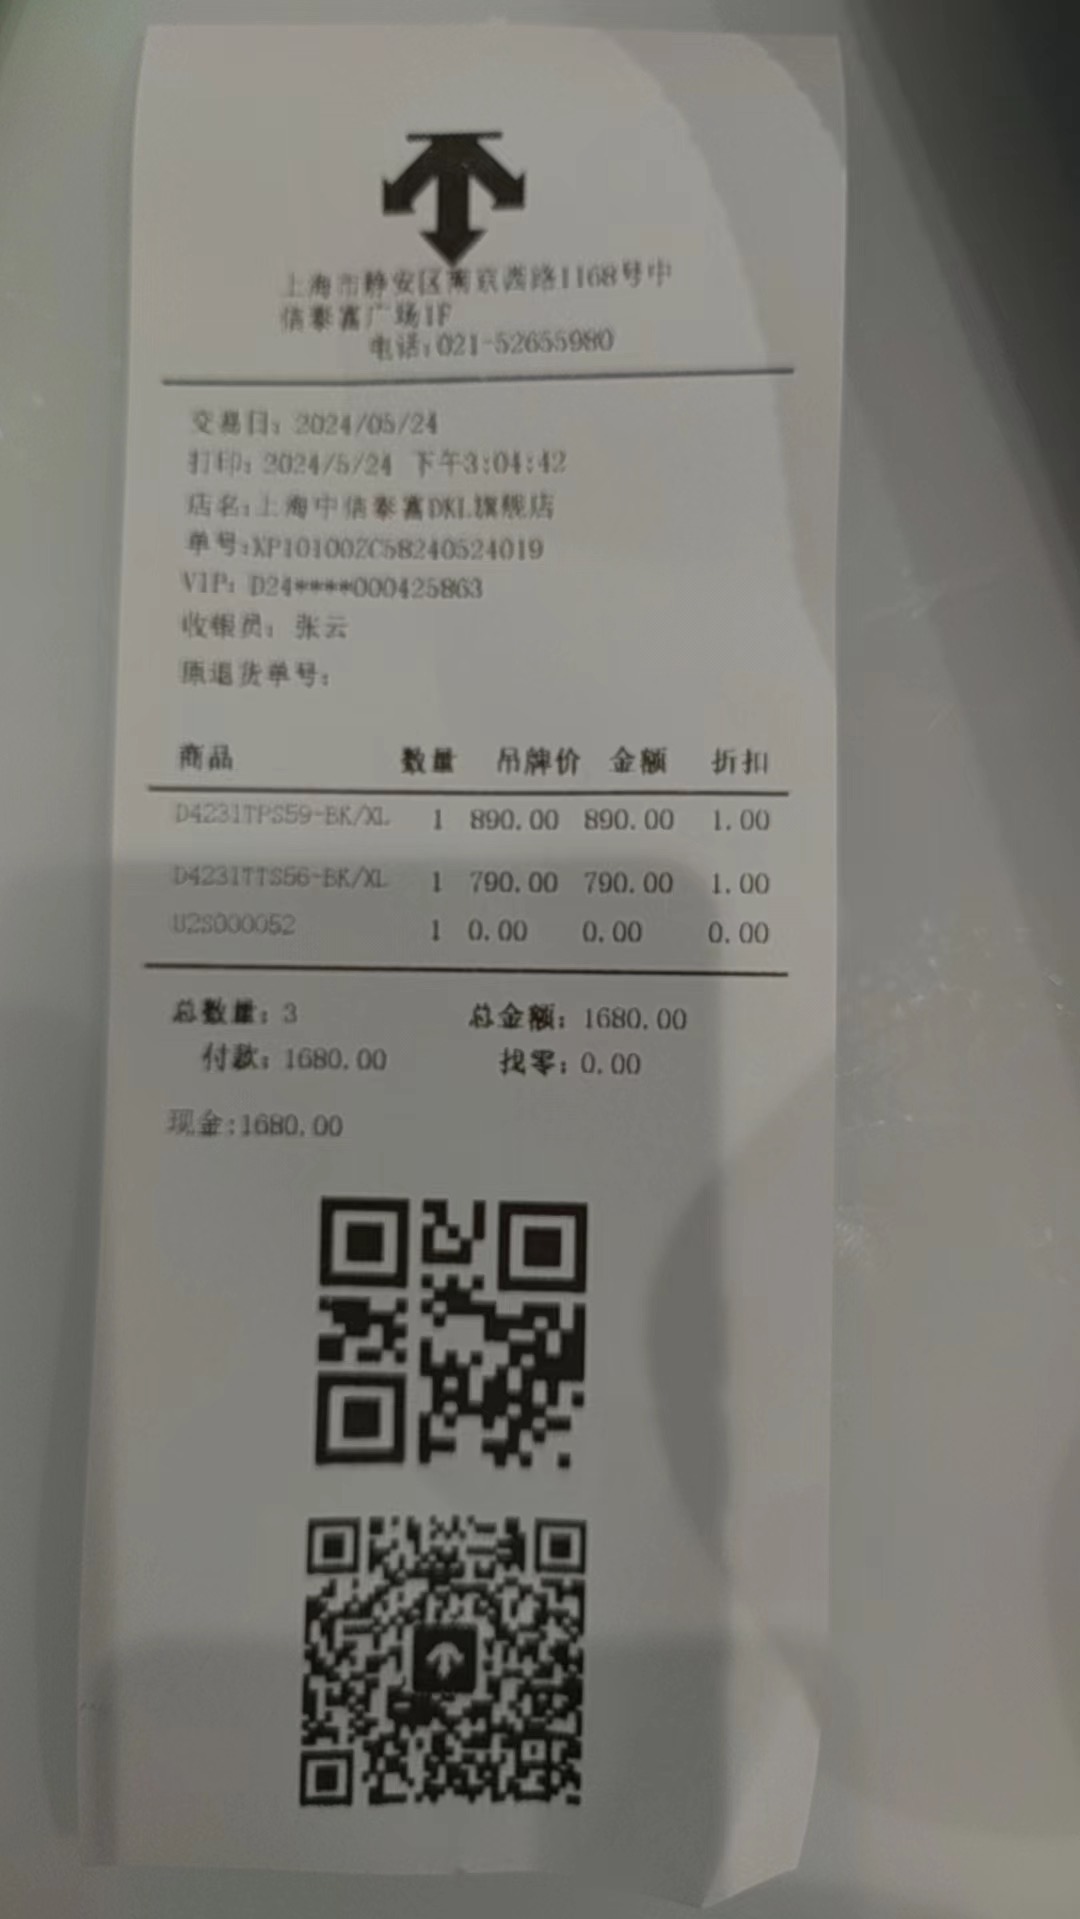 上海市静安区南京西路1168号中
信泰富广场1F
电话：021-52655980
交易日：2024/05/24
打印：2024/5/24 下午3:04:42
店名：上海中信泰富DKL旗舰店
单号:XP10100ZC58240524019
VIP：D24****000425863
收银员：张云
原退货单号：
商品 数量 吊牌价 金额 折扣
D4231TPS59-BK/XL 1 890.00 890.00 1.00
D4231TTS56-BK/XL 1 790.00 790.00 1.00
U2S000052 1 0.00 0.00 0.00
总数量：3 总金额：1680.00
付款：1680.00 找零：0.00
现金:1680.00